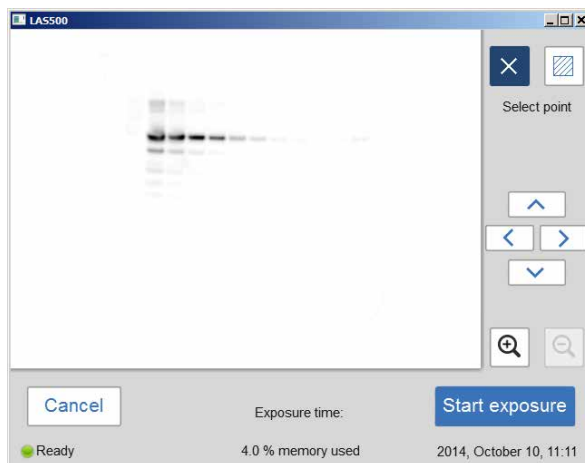 LAS500
Select point
Cancel
Exposure time:
Start exposure
Ready
4.0 % memory used
2014, October 10, 11:11